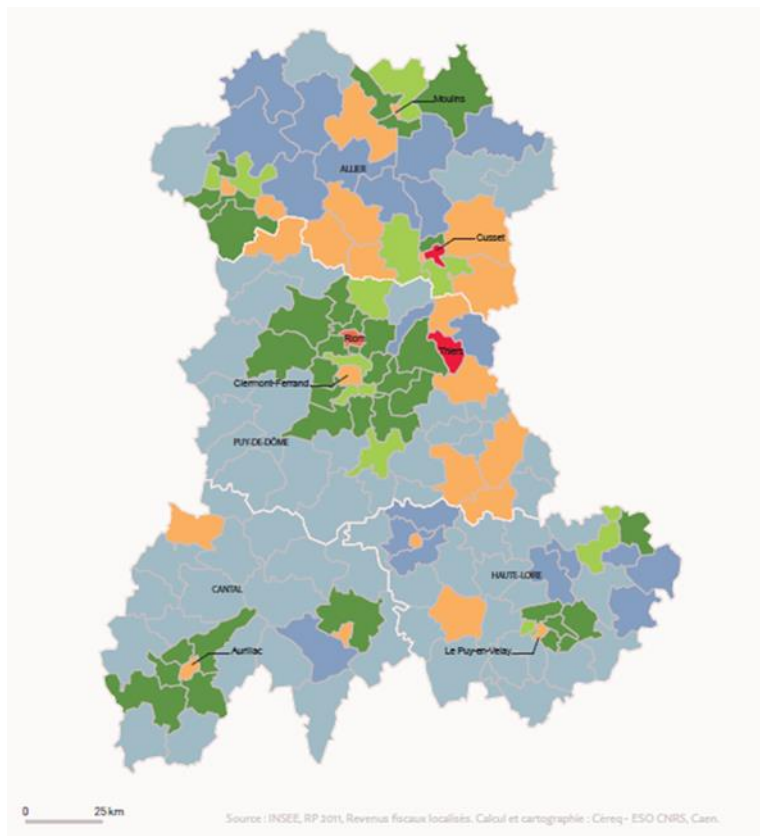 Moulins
ALLIER
Cusset
Riom
Thiers
Clermont-Ferrand
PUY-DE-DÔME
CANTAL
HAUTE-LOIRE
Aurillac
Le Puy-en-Velay
0 25 km
Source : INSEE, RP 2011, Revenus fiscaux localisés. Calcul et cartographie : Céreq - ESO CNRS, Caen.